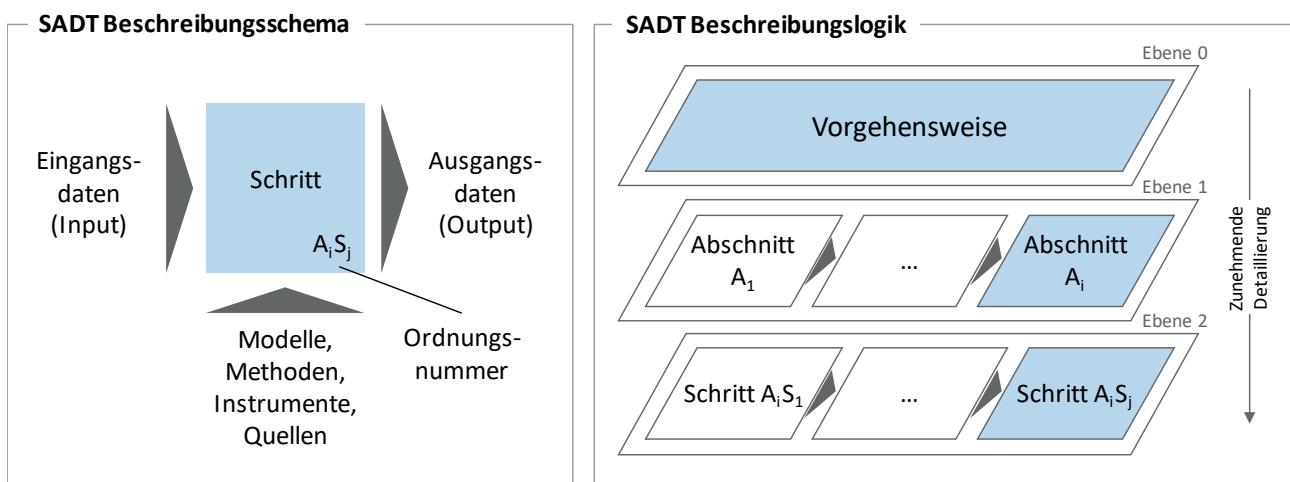 SADT Beschreibungsschema
Eingangs-
daten
(Input)
Schritt
AᵢSⱼ
Ausgangs-
daten
(Output)
Modelle,
Methoden,
Instrumente,
Quellen
Ordnungs-
nummer
SADT Beschreibungslogik
Ebene 0
Vorgehensweise
Ebene 1
Abschnitt
A₁
...
Abschnitt
Aᵢ
Ebene 2
Schritt AᵢS₁
...
Schritt AᵢSⱼ
Zunehmende
Detaillierung